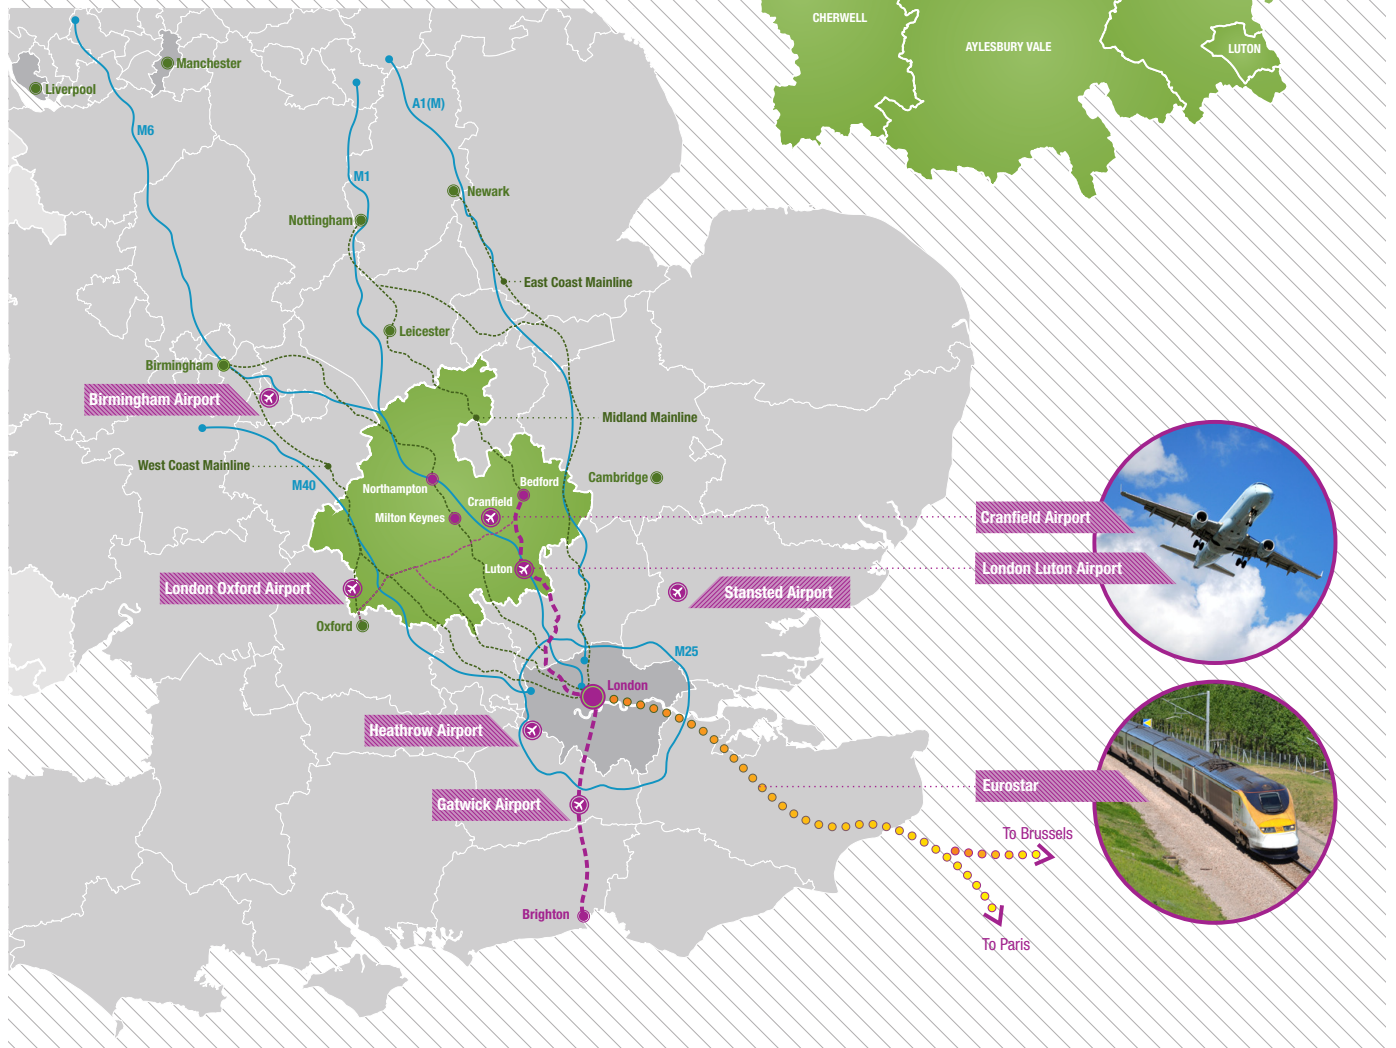 CHERWELL
AYLESBURY VALE
LUTON
Manchester
Liverpool
A1(M)
M6
M1
Newark
Nottingham
East Coast Mainline
Leicester
Birmingham
Birmingham Airport
Midland Mainline
West Coast Mainline
M40
Cambridge
Northampton
Bedford
Cranfield
Milton Keynes
Cranfield Airport
Luton
London Luton Airport
London Oxford Airport
Stansted Airport
Oxford
M25
London
Heathrow Airport
Eurostar
Gatwick Airport
To Brussels
Brighton
To Paris